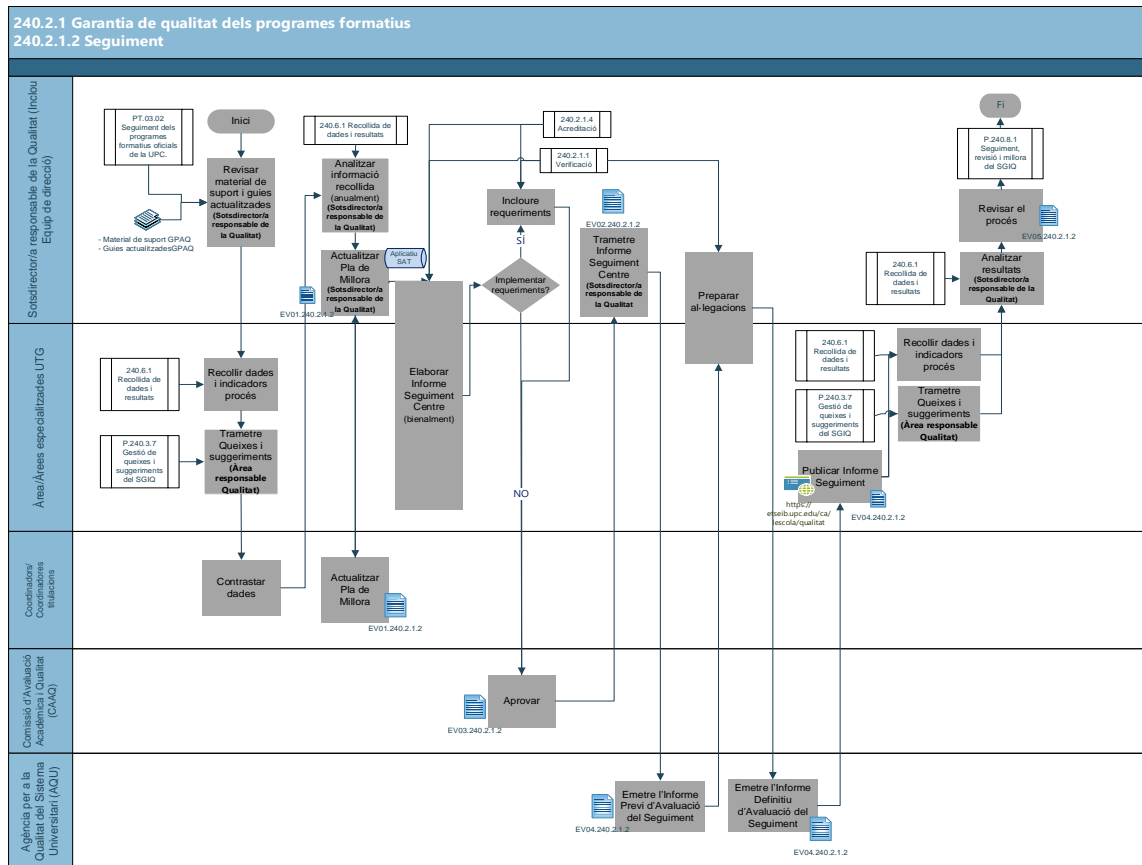 240.2.1 Garantia de qualitat dels programes formatius
240.2.1.2 Seguiment
Sotsdirector/a responsable de la Qualitat (Inclou
Equip de direcció)
PT.03.02
Seguiment dels
programes
formatius oficials
de la UPC.
- Material de suport GPAQ
- Guies actualitzadesGPAQ
Inici
Revisar
material de
suport i guies
actualitzades
(Sotsdirector/a
responsable de
la Qualitat)
240.6.1 Recollida de
dades i resultats
Analitzar
informació
recollida
(anualment)
(Sotsdirector/a
responsable de
la Qualitat)
Actualitzar
Pla de
Millora
(Sotsdirector/a
responsable de
la Qualitat)
Aplicatiu
SAT
EV01.240.2.1.2
240.2.1.4
Acreditació
240.2.1.1
Verificació
Incloure
requeriments
SÍ
Implementar
requeriments?
EV02.240.2.1.2
Trametre
Informe
Seguiment
Centre
(Sotsdirector/a
responsable de
la Qualitat
Preparar
al·legacions
Fi
P.240.8.1
Seguiment,
revisió i millora
del SGIQ
Revisar el
procés
EV05.240.2.1.2
240.6.1
Recollida de
dades i
resultats
Analitzar
resultats
(Sotsdirector/a
responsable de la
Qualitat)
Àrea/Àrees especialitzades UTG
240.6.1
Recollida de
dades i
resultats
Recollir dades
i indicadors
procés
P.240.3.7
Gestió de
queixes i
suggeriments
del SGIQ
Trametre
Queixes i
suggeriments
(Àrea
responsable
Qualitat)
Elaborar
Informe
Seguiment
Centre
(biennalment)
NO
240.6.1
Recollida de
dades i
resultats
Recollir dades i
indicadors
procés
P.240.3.7
Gestió de
queixes i
suggeriments
del SGIQ
Trametre
Queixes i
suggeriments
(Àrea responsable
Qualitat)
Publicar Informe
Seguiment
https://
etseib.upc.edu/ca/
lescola/qualitat
EV04.240.2.1.2
Coordinadors/
Coordinadores
titulacions
Contrastar
dades
Actualitzar
Pla de
Millora
EV01.240.2.1.2
Comissió d'Avaluació
Acadèmica i Qualitat
(CAAQ)
Aprovar
EV03.240.2.1.2
Agència per a la
Qualitat del Sistema
Universitari (AQU)
Emetre l'Informe
Previ d'Avaluació
del Seguiment
EV04.240.2.1.2
Emetre l'Informe
Definitiu
d'Avaluació del
Seguiment
EV04.240.2.1.2